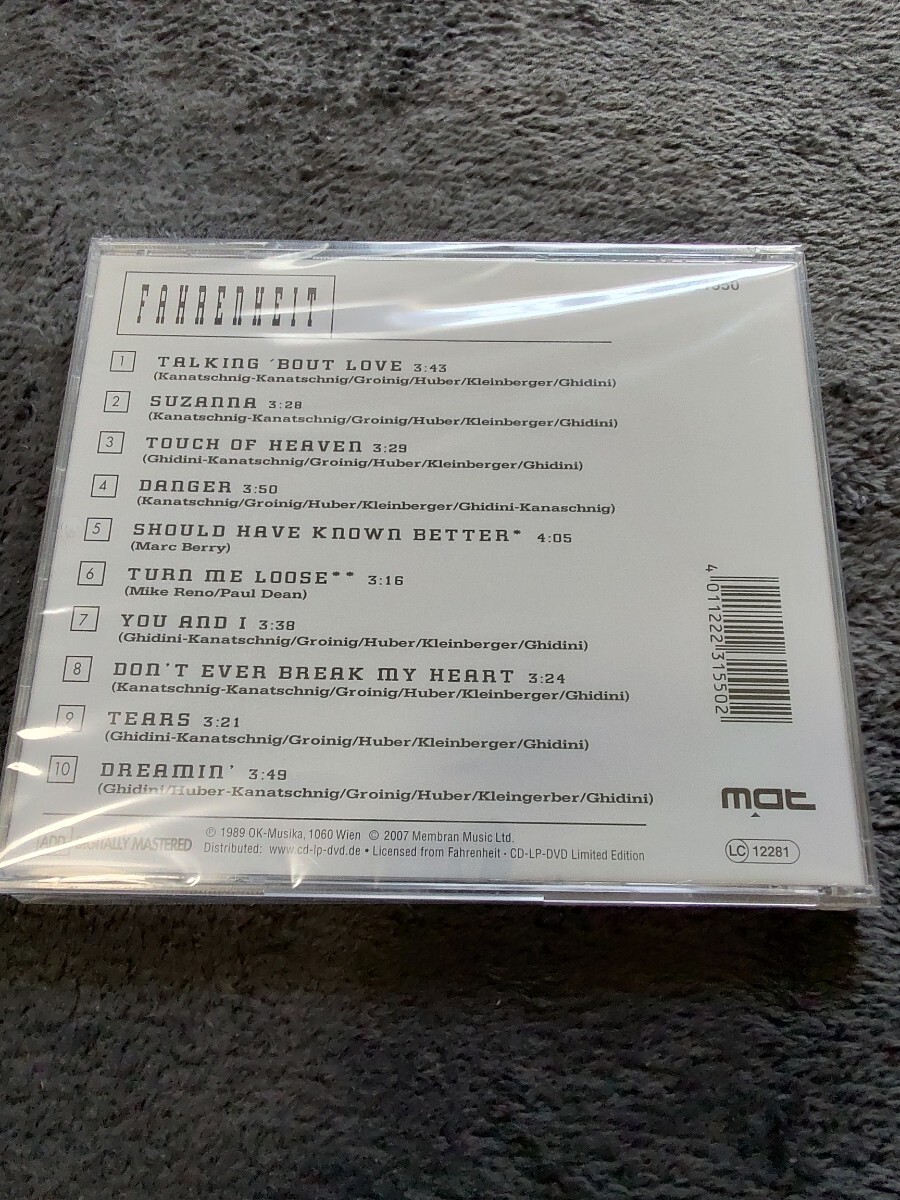 FAHRENHEIT
1 TALKING 'BOUT LOVE 3:43
(Kanatschnig-Kanatschnig/Groinig/Huber/Kleinberger/Ghidini)
2 SUZANNA 3:28
(Kanatschnig-Kanatschnig/Groinig/Huber/Kleinberger/Ghidini)
3 TOUCH OF HEAVEN 3:29
(Ghidini-Kanatschnig/Groinig/Huber/Kleinberger/Ghidini)
4 DANGER 3:50
(Kanatschnig/Groinig/Huber/Kleinberger/Ghidini-Kanaschnig)
5 SHOULD HAVE KNOWN BETTER* 4:05
(Marc Berry)
6 TURN ME LOOSE** 3:16
(Mike Reno/Paul Dean)
7 YOU AND I 3:38
(Ghidini-Kanatschnig/Groinig/Huber/Kleinberger/Ghidini)
8 DON'T EVER BREAK MY HEART 3:24
(Kanatschnig-Kanatschnig/Groinig/Huber/Kleinberger/Ghidini)
9 TEARS 3:21
(Ghidini-Kanatschnig/Groinig/Huber/Kleinberger/Ghidini)
10 DREAMIN' 3:49
(Ghidini/Huber-Kanatschnig/Groinig/Huber/Kleingerber/Ghidini)
4 011222 315502
mat
ADD DIGITALLY MASTERED
℗ 1989 OK-Musika, 1060 Wien © 2007 Membran Music Ltd.
Distributed: www.cd-lp-dvd.de • Licensed from Fahrenheit · CD-LP-DVD Limited Edition
LC 12281